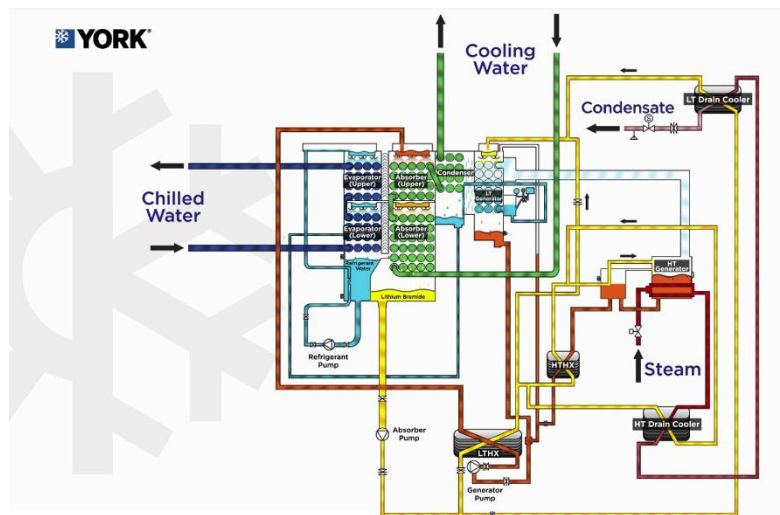 YORK®
Cooling
Water
Condensate
LT Drain Cooler
Chilled
Water
Evaporator
(Upper)
Absorber
(Upper)
Condenser
LT
Generator
Evaporator
(Lower)
Absorber
(Lower)
Refrigerant
Water
Lithium Bromide
HT
Generator
Refrigerant
Pump
HTHX
Steam
Absorber
Pump
LTHX
HT Drain Cooler
Generator
Pump